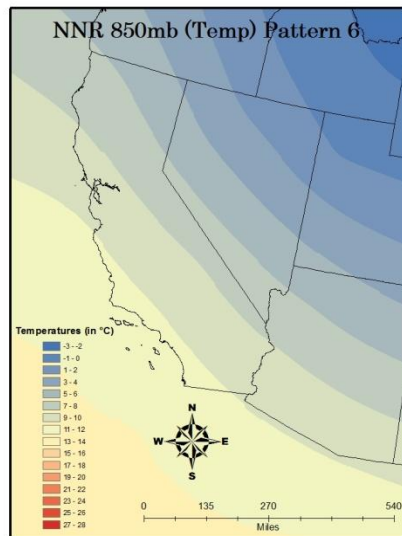 NNR 850mb (Temp) Pattern 6
Temperatures (in °C)
-3 - -2
-1 - 0
1 - 2
3 - 4
5 - 6
7 - 8
9 - 10
11 - 12
13 - 14
15 - 16
17 - 18
19 - 20
21 - 22
23 - 24
25 - 26
27 - 28
N
W E
S
0 135 270 540
Miles